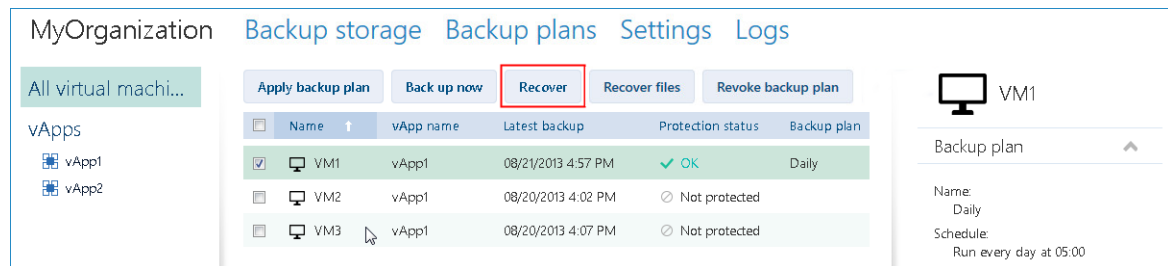 MyOrganization Backup storage Backup plans Settings Logs
All virtual machi...
vApps
vApp1
vApp2
Apply backup plan Back up now Recover Recover files Revoke backup plan
Name vApp name Latest backup Protection status Backup plan
VM1 vApp1 08/21/2013 4:57 PM OK Daily
VM2 vApp1 08/20/2013 4:02 PM Not protected
VM3 vApp1 08/20/2013 4:07 PM Not protected
VM1
Backup plan
Name:
Daily
Schedule:
Run every day at 05:00